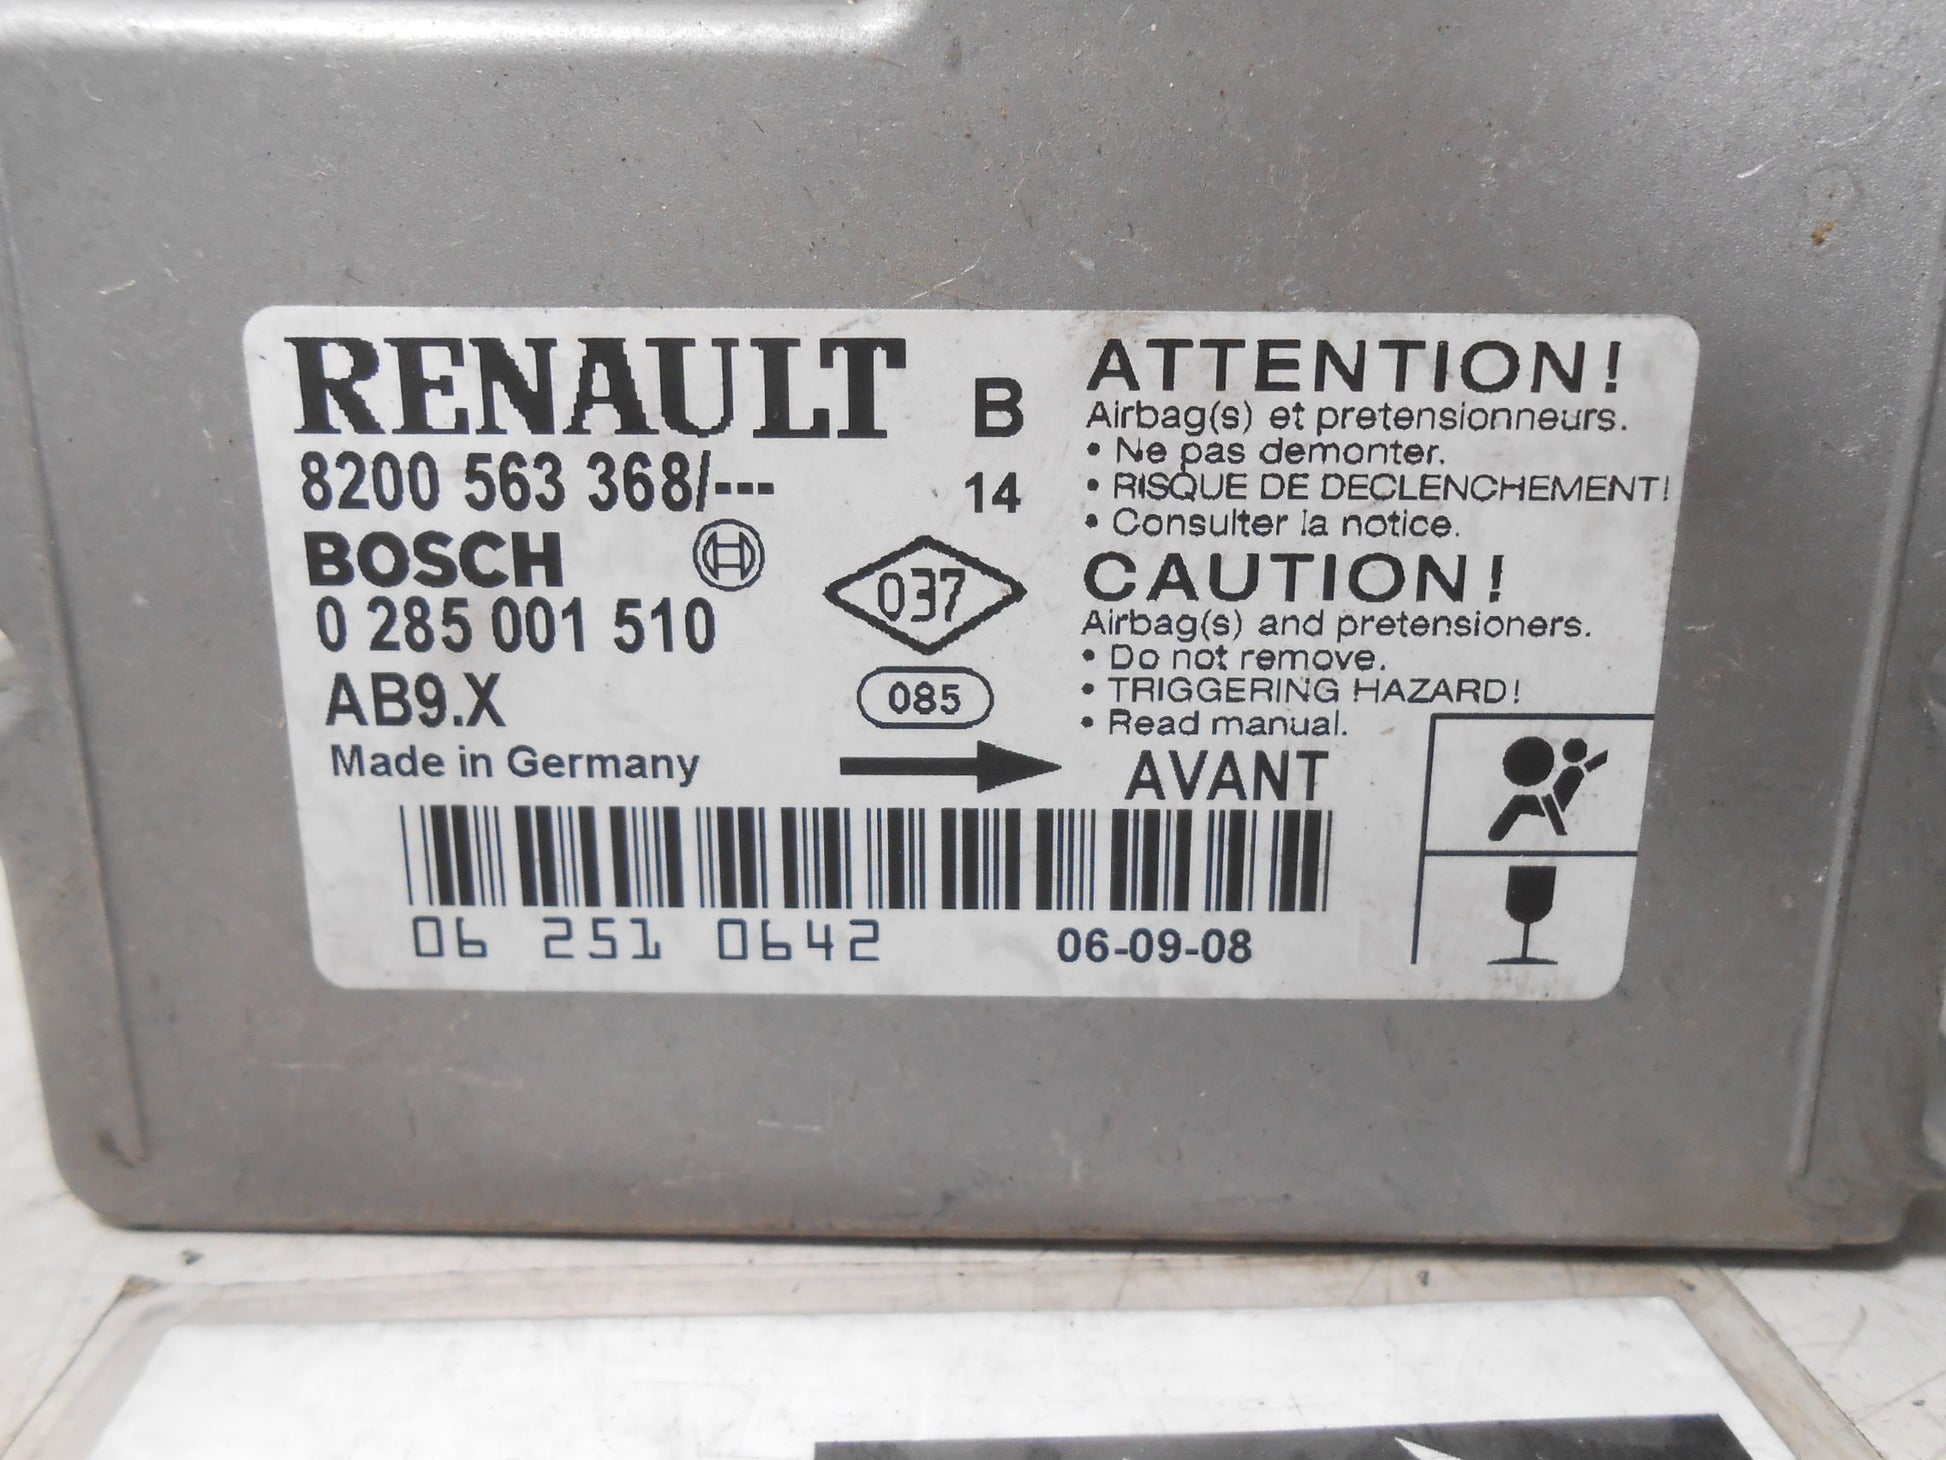 RENAULT
8200 563 368/---
BOSCH
0 285 001 510
AB9.X
Made in Germany
B
14
037
085
ATTENTION!
Airbag(s) et pretensionneurs.
• Ne pas demonter.
• RISQUE DE DECLENCHEMENT!
• Consulter la notice.
CAUTION!
Airbag(s) and pretensioners.
• Do not remove.
• TRIGGERING HAZARD!
• Read manual.
AVANT
06 251 0642
06-09-08